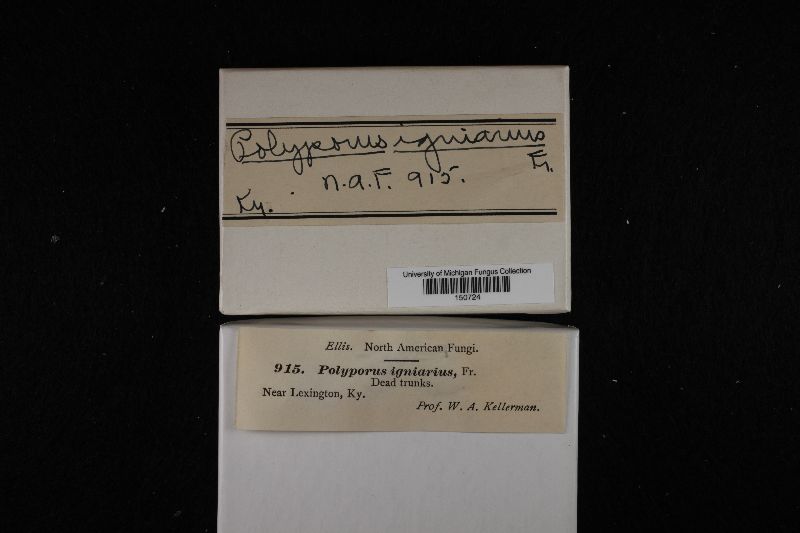 Polyporus igniarius
Fr.
n.a.F. 915.
Ky.
University of Michigan Fungus Collection
150724
Ellis. North American Fungi.
915. Polyporus igniarius, Fr.
Dead trunks.
Near Lexington, Ky.
Prof. W. A. Kellerman.